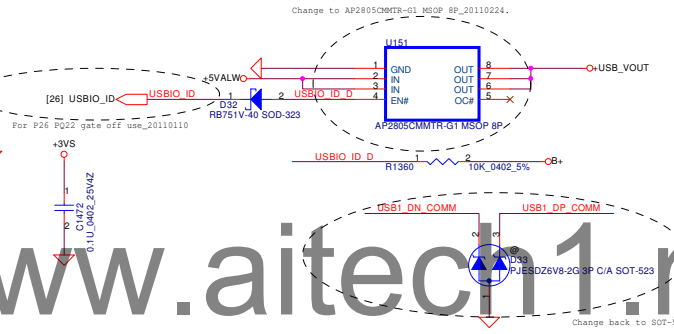 Change to AP2805CMMTR-G1 MSOP 8P_20110224.
U151
1 GND OUT 8 USB_VOUT
+5VALW 2 IN OUT 7
3 IN OUT 6
[26] USBIO_ID USBIO_ID 1 2 USBIO_ID_D 4 EN# OC# 5
D32
RB751V-40 SOD-323
AP2805CMMTR-G1 MSOP 8P
For P26 PQ22 gate off use_20110110
+3VS
USBIO_ID_D 1 2 B+
R1360 10K_0402_5%
1
2
C1472
0.1U_0402_25V4Z
USB1_DN_COMM USB1_DP_COMM
2 3
@
D33
PJESDZ6V8-2G 3P C/A SOT-523
1
www.aitech1.r
Change back to SOT-5